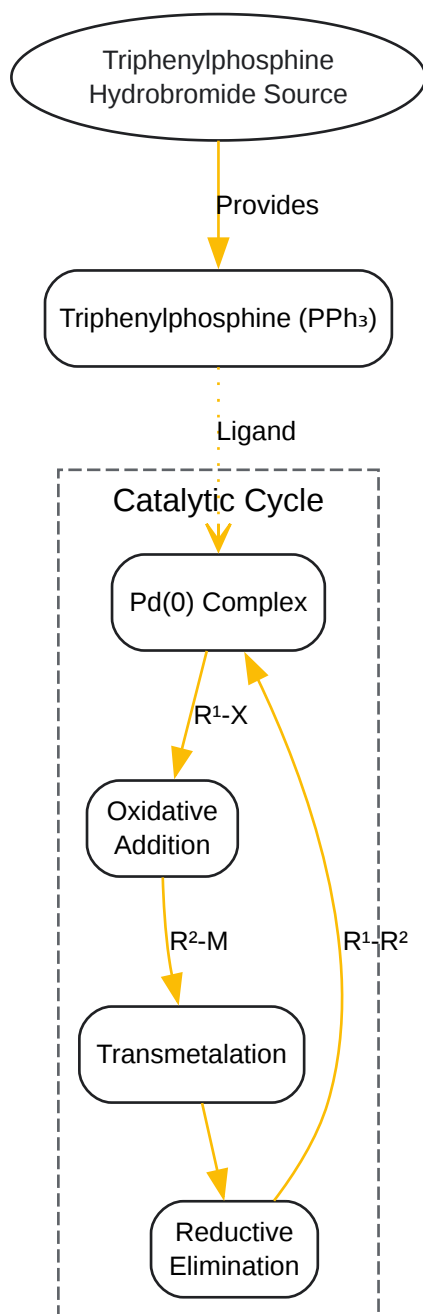 Triphenylphosphine
Hydrobromide Source
Provides
Triphenylphosphine (PPh₃)
Ligand
Catalytic Cycle
Pd(0) Complex
R¹-X
Oxidative
Addition
R²-M
R¹-R²
Transmetalation
Reductive
Elimination